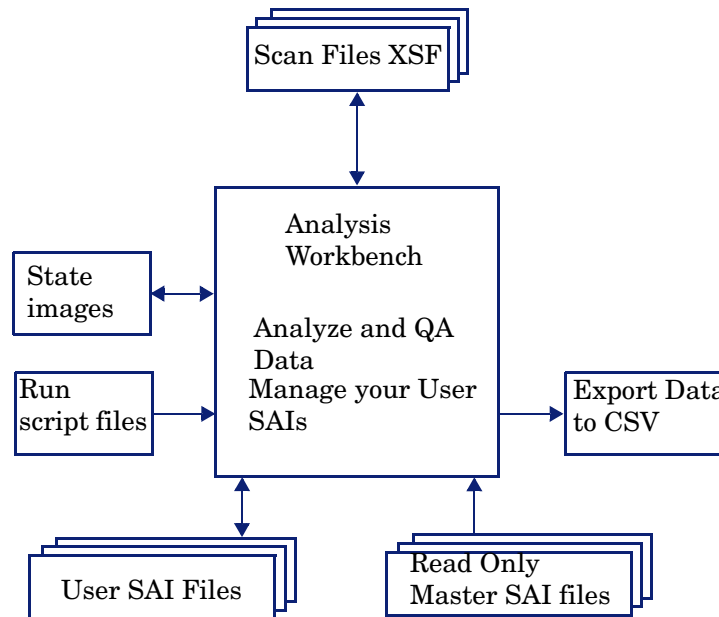 Scan Files XSF
Analysis
Workbench
State
images
Analyze and QA
Data
Manage your User
SAIs
Run
script files
Export Data
to CSV
User SAI Files
Read Only
Master SAI files